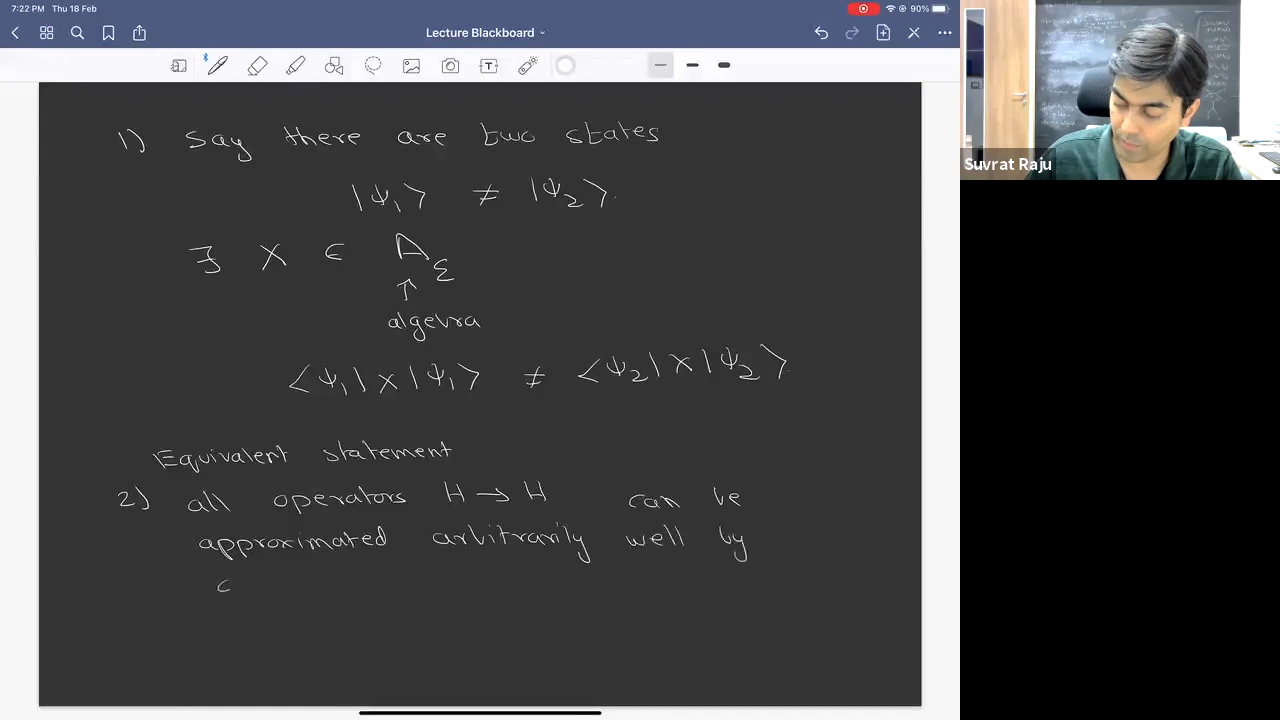 7:22 PM Thu 18 Feb
90%
Lecture Blackboard
1) Say there are two states
|ψ₁⟩ ≠ |ψ₂⟩.
∃ X ∈ A_ε
↑
algebra
⟨ψ₁|X|ψ₁⟩ ≠ ⟨ψ₂|X|ψ₂⟩.
Equivalent statement
2) all operators H → H can be
approximated arbitrarily well by
Suvrat Raju